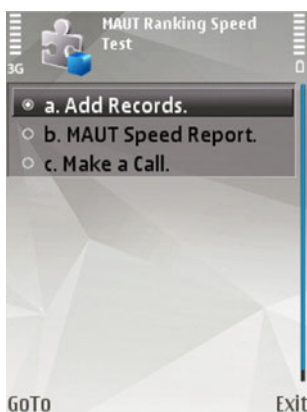 MAUT Ranking Speed
Test
3G
a. Add Records.
b. MAUT Speed Report.
c. Make a Call.
GoTo Exit